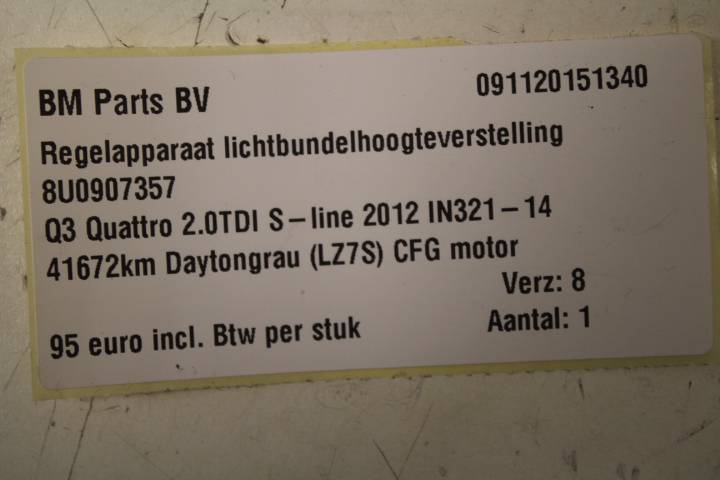 BM Parts BV 091120151340
Regelapparaat lichtbundelhoogteverstelling
8U0907357
Q3 Quattro 2.0TDI S-line 2012 IN321-14
41672km Daytongrau (LZ7S) CFG motor
Verz: 8
95 euro incl. Btw per stuk Aantal: 1